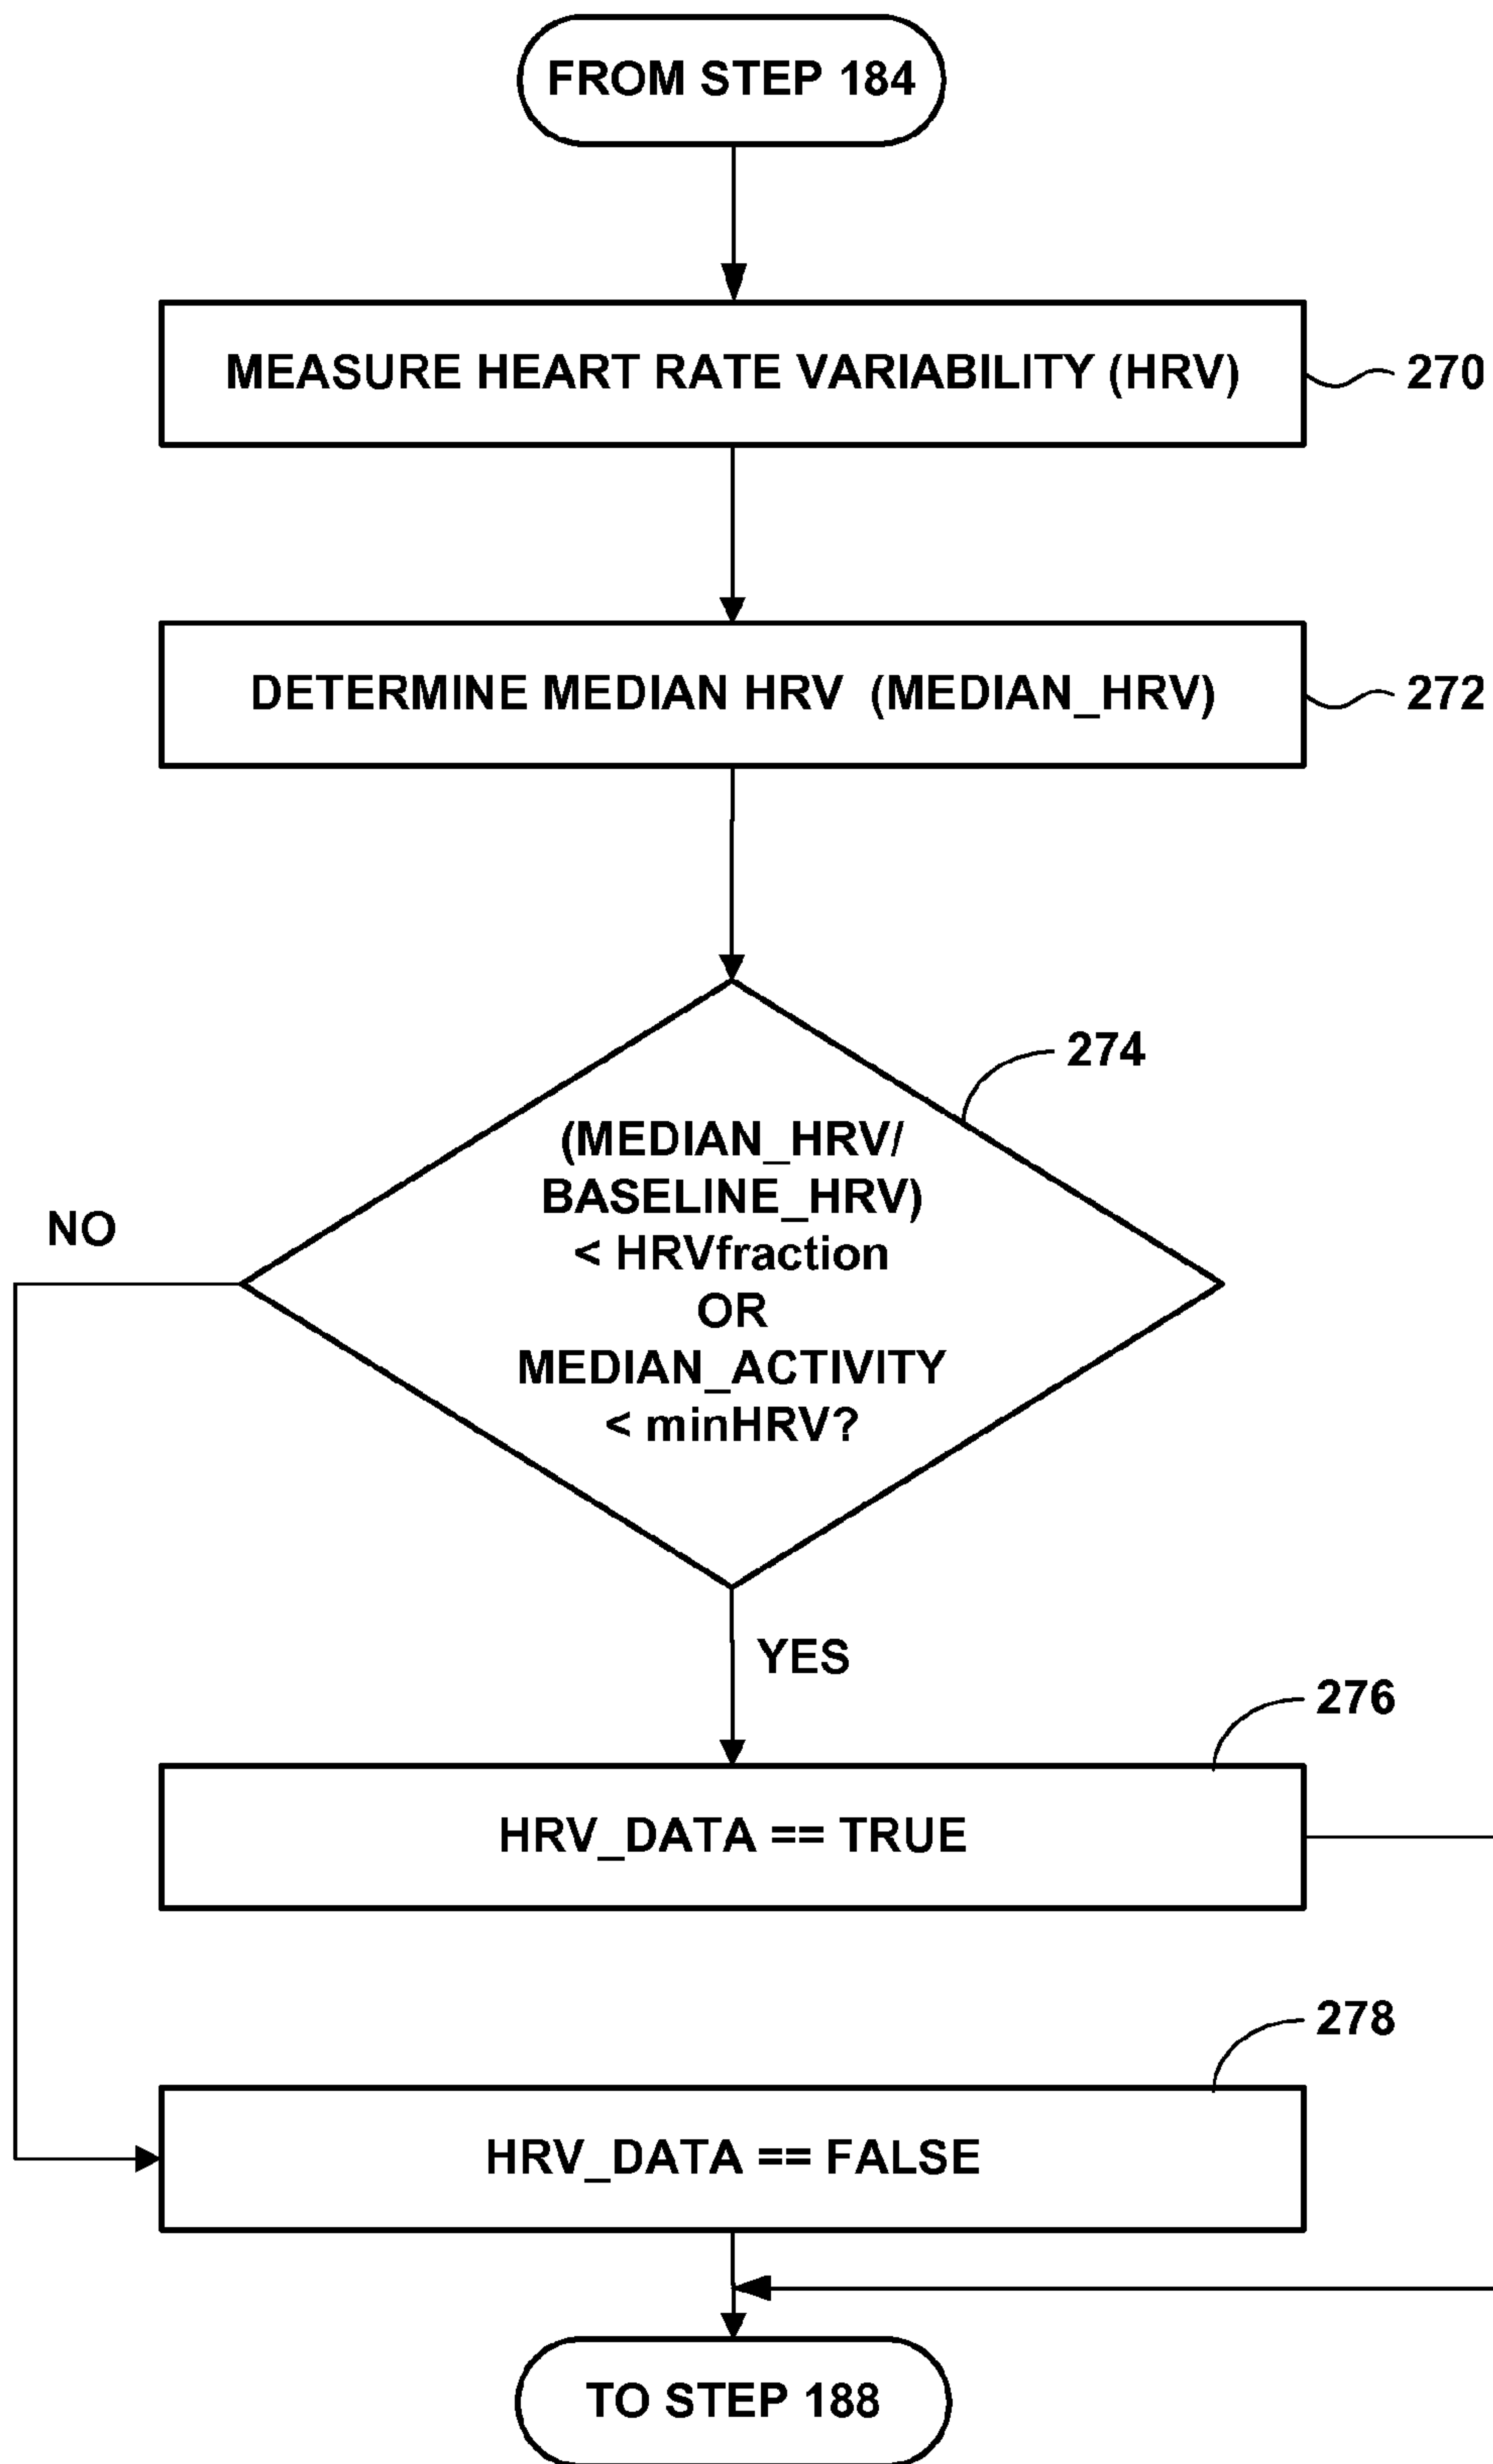 FROM STEP 184
MEASURE HEART RATE VARIABILITY (HRV)
270
DETERMINE MEDIAN HRV (MEDIAN_HRV)
272
274
(MEDIAN_HRV/
BASELINE_HRV)
< HRVfraction
OR
MEDIAN_ACTIVITY
< minHRV?
NO
YES
276
HRV_DATA == TRUE
278
HRV_DATA == FALSE
TO STEP 188